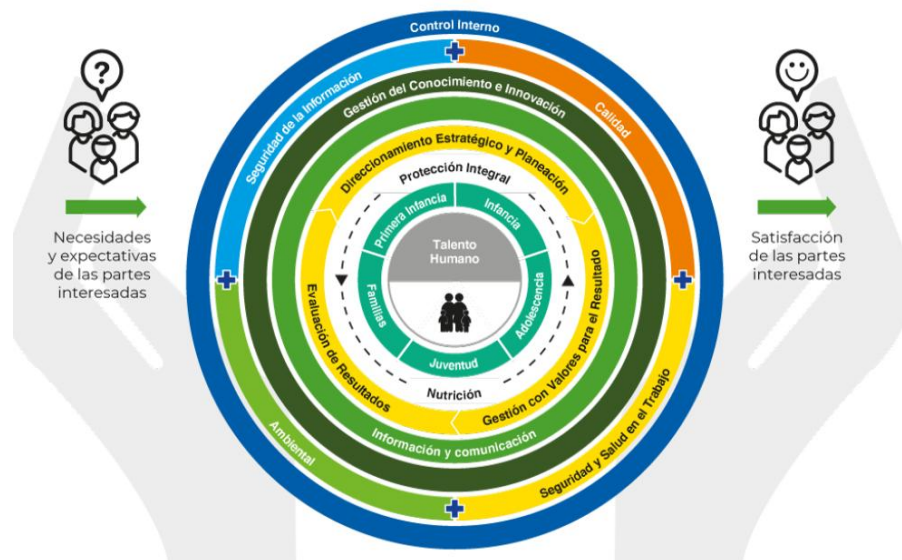 Control Interno
?
Seguridad de la Información
Calidad
Gestión del Conocimiento e Innovación
Direccionamiento Estratégico y Planeación
Protección Integral
Primera Infancia
Infancia
Talento
Humano
Necesidades
y expectativas
de las partes
interesadas
Satisfacción
de las partes
interesadas
Familias
Adolescencia
Juventud
Evaluación de Resultados
Gestión con Valores para el Resultado
Nutrición
Información y comunicación
Ambiental
Seguridad y Salud en el Trabajo